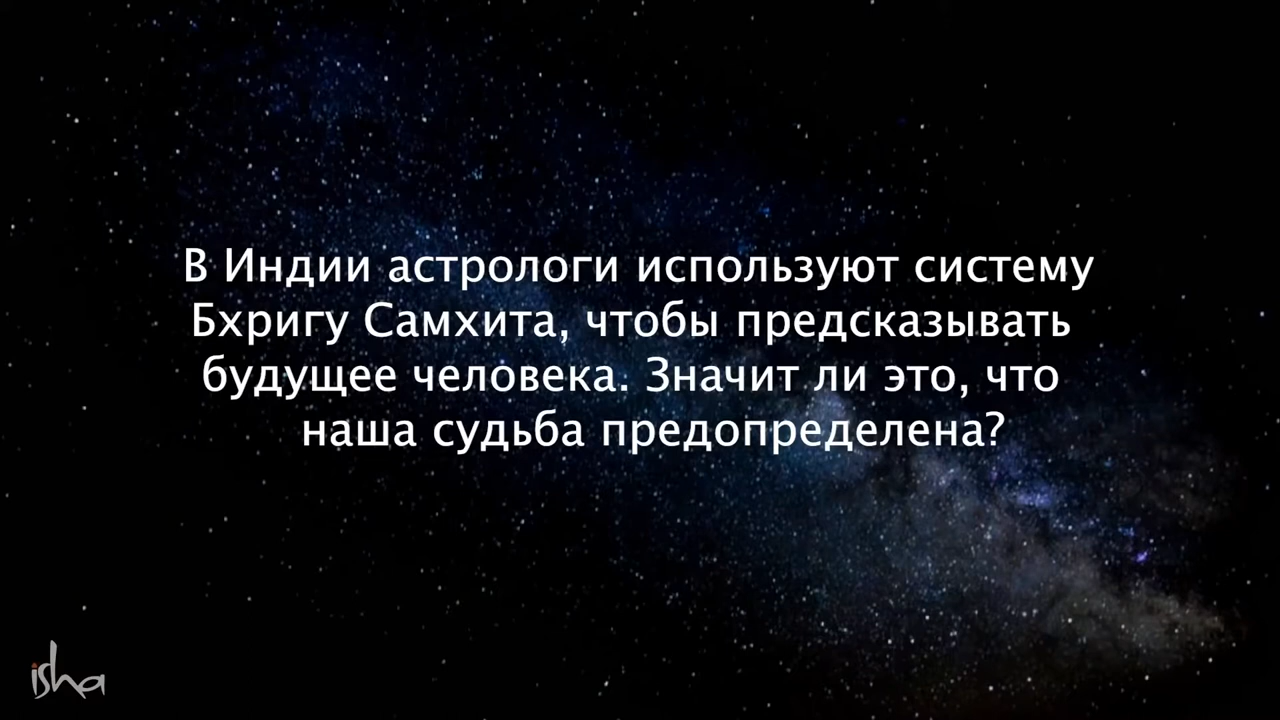 В Индии астрологи используют систему
Бхригу Самхита, чтобы предсказывать
будущее человека. Значит ли это, что
наша судьба предопределена?
isha